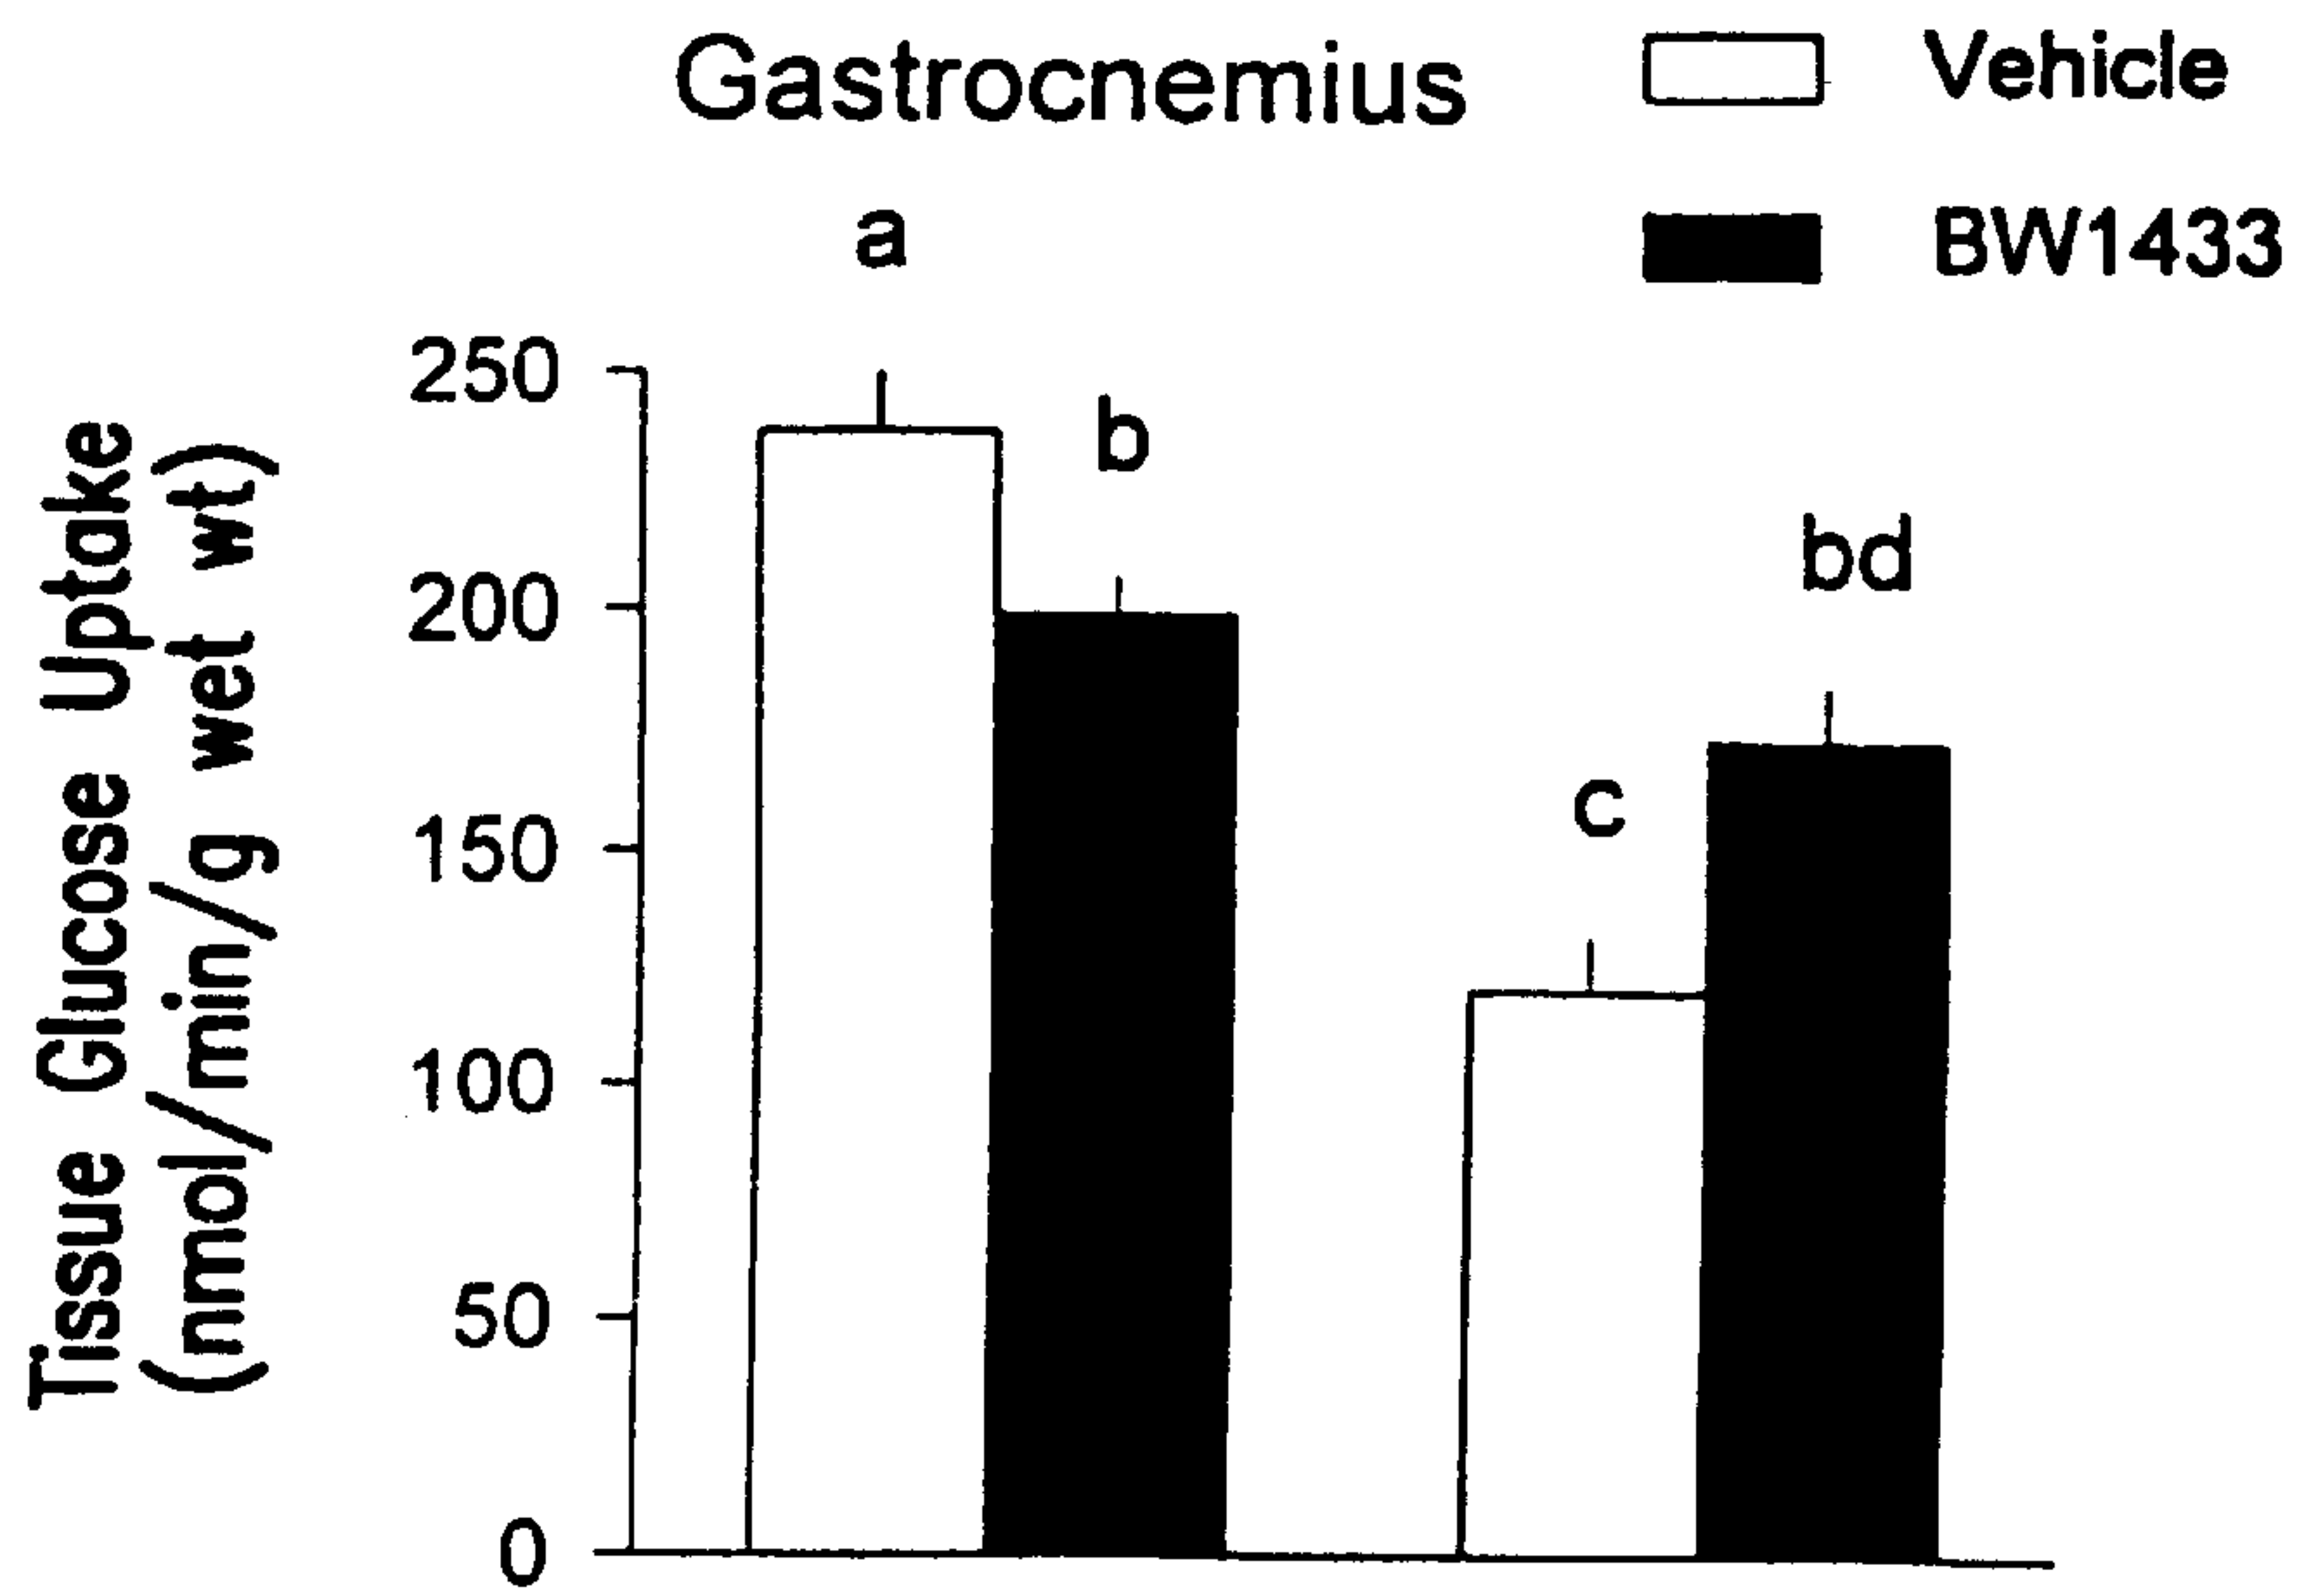 Gastrocnemius
Vehicle
BW1433
a
b
bd
c
Tissue Glucose Uptake
(nmol/min/g wet wt)
250
200
150
100
50
0